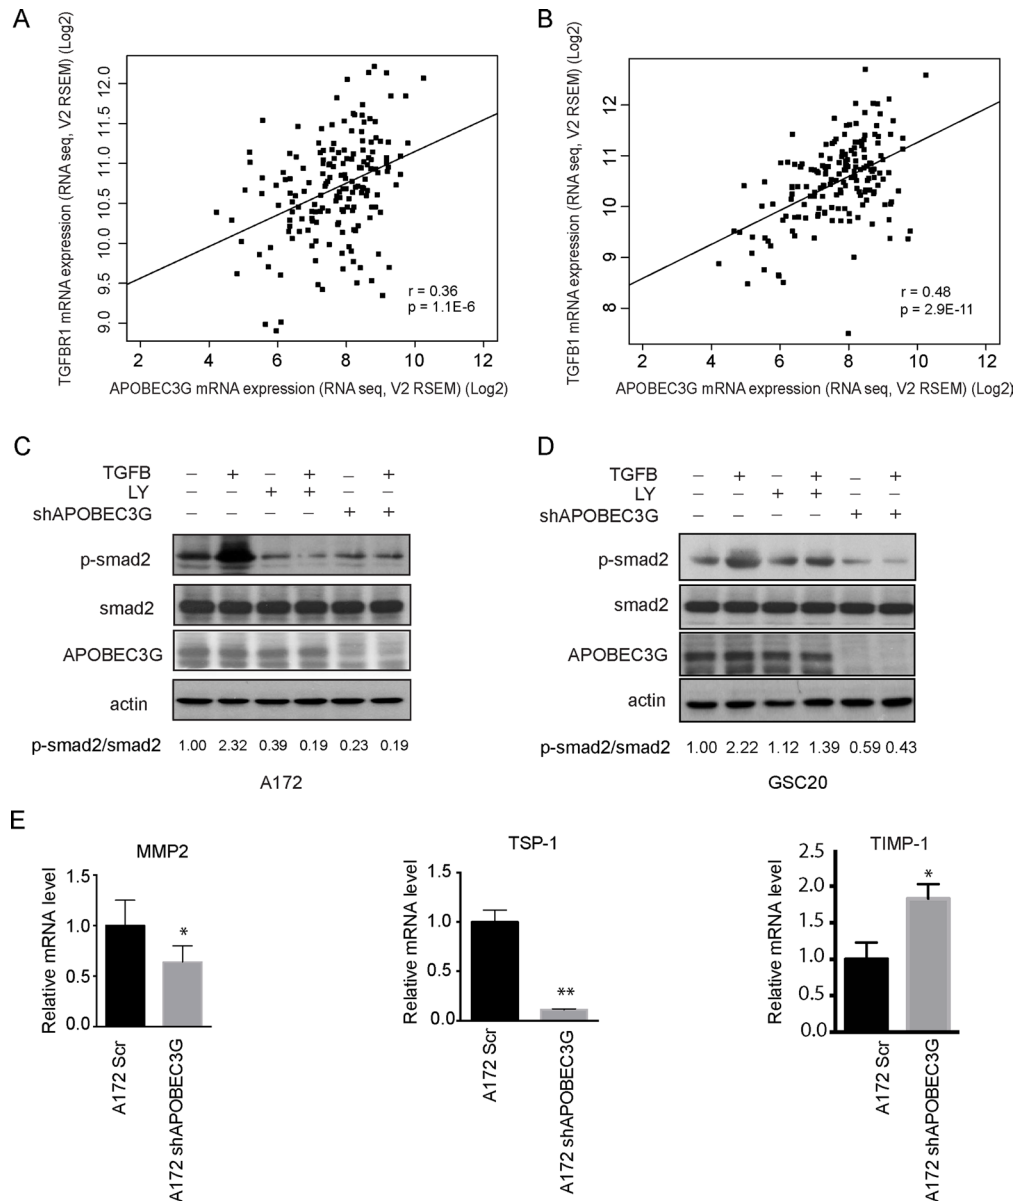 A
TGFBR1 mRNA expression (RNA seq, V2 RSEM) (Log2)
12.0
11.5
11.0
10.5
10.0
9.5
9.0
r = 0.36
p = 1.1E-6
2 4 6 8 10 12
APOBEC3G mRNA expression (RNA seq, V2 RSEM) (Log2)
B
TGFB1 mRNA expression (RNA seq, V2 RSEM) (Log2)
12
11
10
9
8
r = 0.48
p = 2.9E-11
2 4 6 8 10 12
APOBEC3G mRNA expression (RNA seq, V2 RSEM) (Log2)
C
TGFB – + – + – +
LY – – + + – –
shAPOBEC3G – – – – + +
p-smad2
smad2
APOBEC3G
actin
p-smad2/smad2 1.00 2.32 0.39 0.19 0.23 0.19
A172
D
TGFB – + – + – +
LY – – + + – –
shAPOBEC3G – – – – + +
p-smad2
smad2
APOBEC3G
actin
p-smad2/smad2 1.00 2.22 1.12 1.39 0.59 0.43
GSC20
E
MMP2
Relative mRNA level
1.5
1.0
0.5
0.0
*
A172 Scr
A172 shAPOBEC3G
TSP-1
Relative mRNA level
1.5
1.0
0.5
0.0
**
A172 Scr
A172 shAPOBEC3G
TIMP-1
Relative mRNA level
2.5
2.0
1.5
1.0
0.5
0.0
*
A172 Scr
A172 shAPOBEC3G